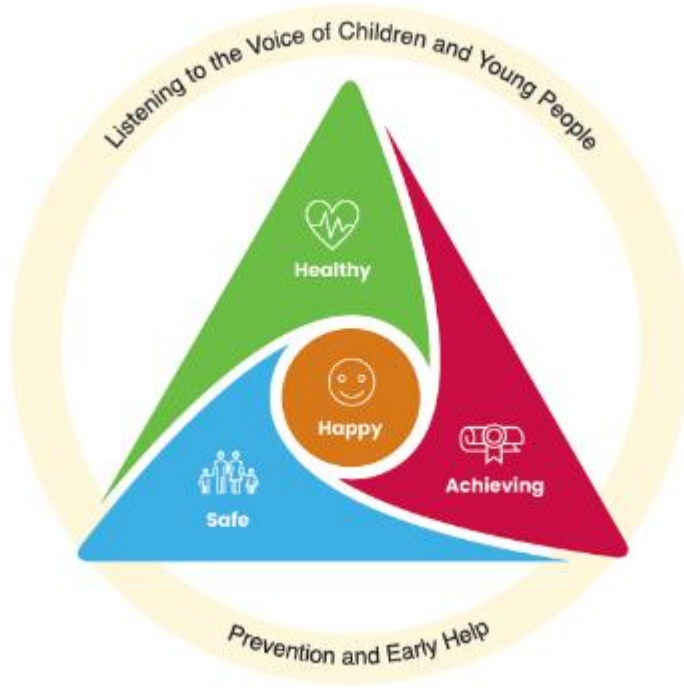 Listening to the Voice of Children and Young People
Healthy
Happy
Safe
Achieving
Prevention and Early Help